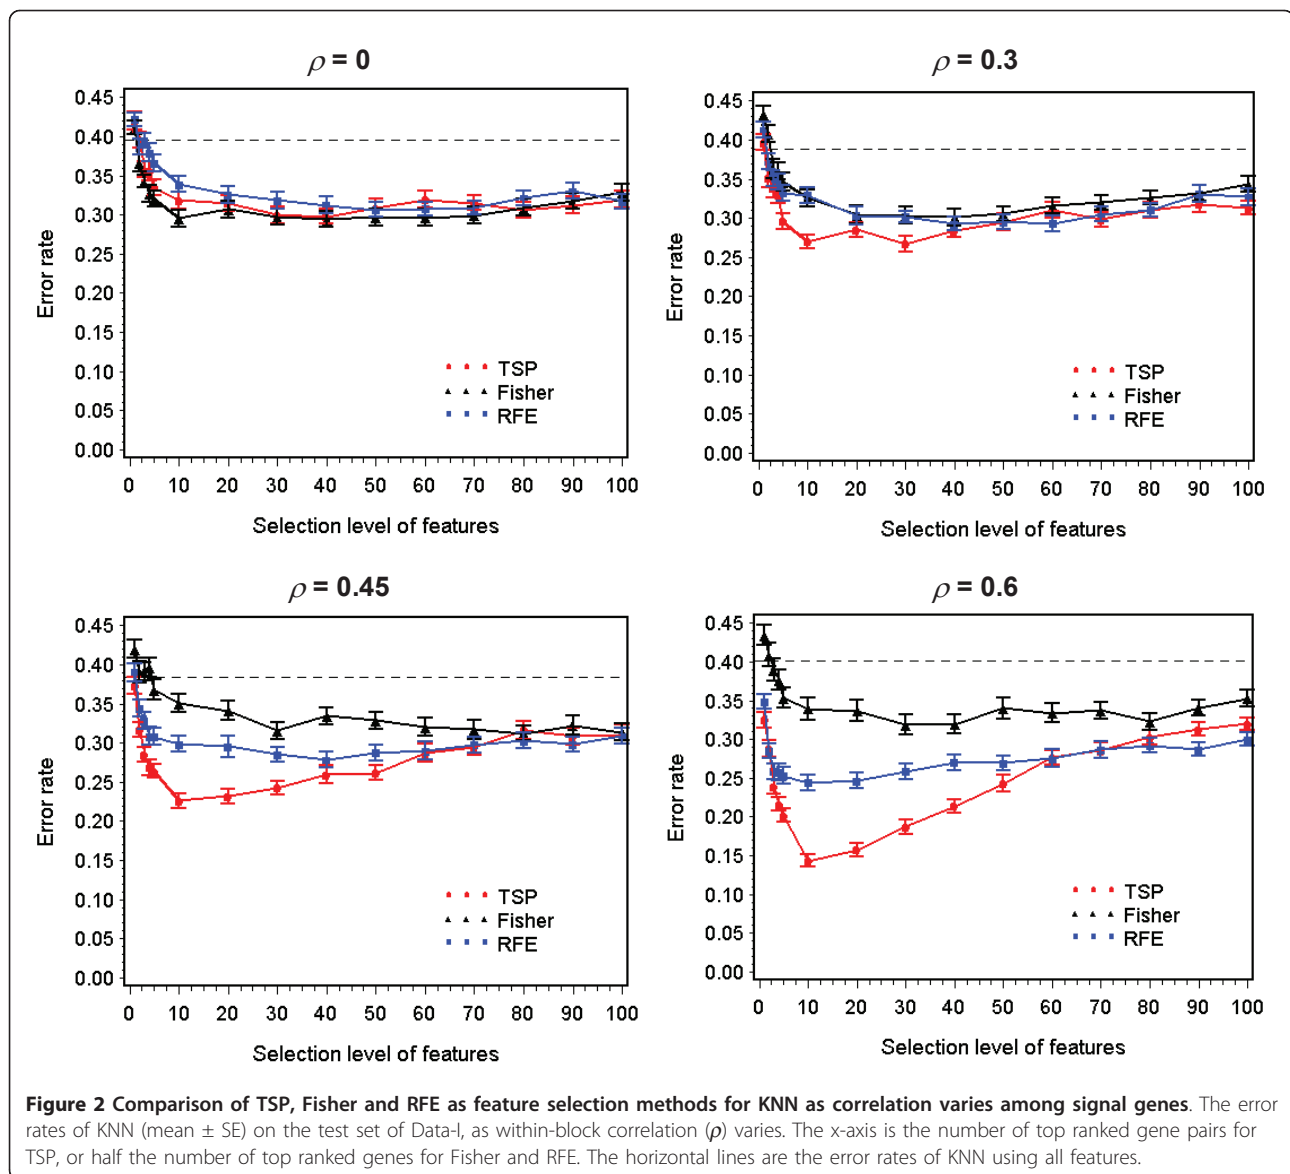 ρ = 0
0.45
0.40
0.35
0.30
0.25
0.20
0.15
0.10
0.05
0.00
Error rate
TSP
Fisher
RFE
0 10 20 30 40 50 60 70 80 90 100
Selection level of features
ρ = 0.3
0.45
0.40
0.35
0.30
0.25
0.20
0.15
0.10
0.05
0.00
Error rate
TSP
Fisher
RFE
0 10 20 30 40 50 60 70 80 90 100
Selection level of features
ρ = 0.45
0.45
0.40
0.35
0.30
0.25
0.20
0.15
0.10
0.05
0.00
Error rate
TSP
Fisher
RFE
0 10 20 30 40 50 60 70 80 90 100
Selection level of features
ρ = 0.6
0.45
0.40
0.35
0.30
0.25
0.20
0.15
0.10
0.05
0.00
Error rate
TSP
Fisher
RFE
0 10 20 30 40 50 60 70 80 90 100
Selection level of features
Figure 2 Comparison of TSP, Fisher and RFE as feature selection methods for KNN as correlation varies among signal genes. The error
rates of KNN (mean ± SE) on the test set of Data-I, as within-block correlation (ρ) varies. The x-axis is the number of top ranked gene pairs for
TSP, or half the number of top ranked genes for Fisher and RFE. The horizontal lines are the error rates of KNN using all features.